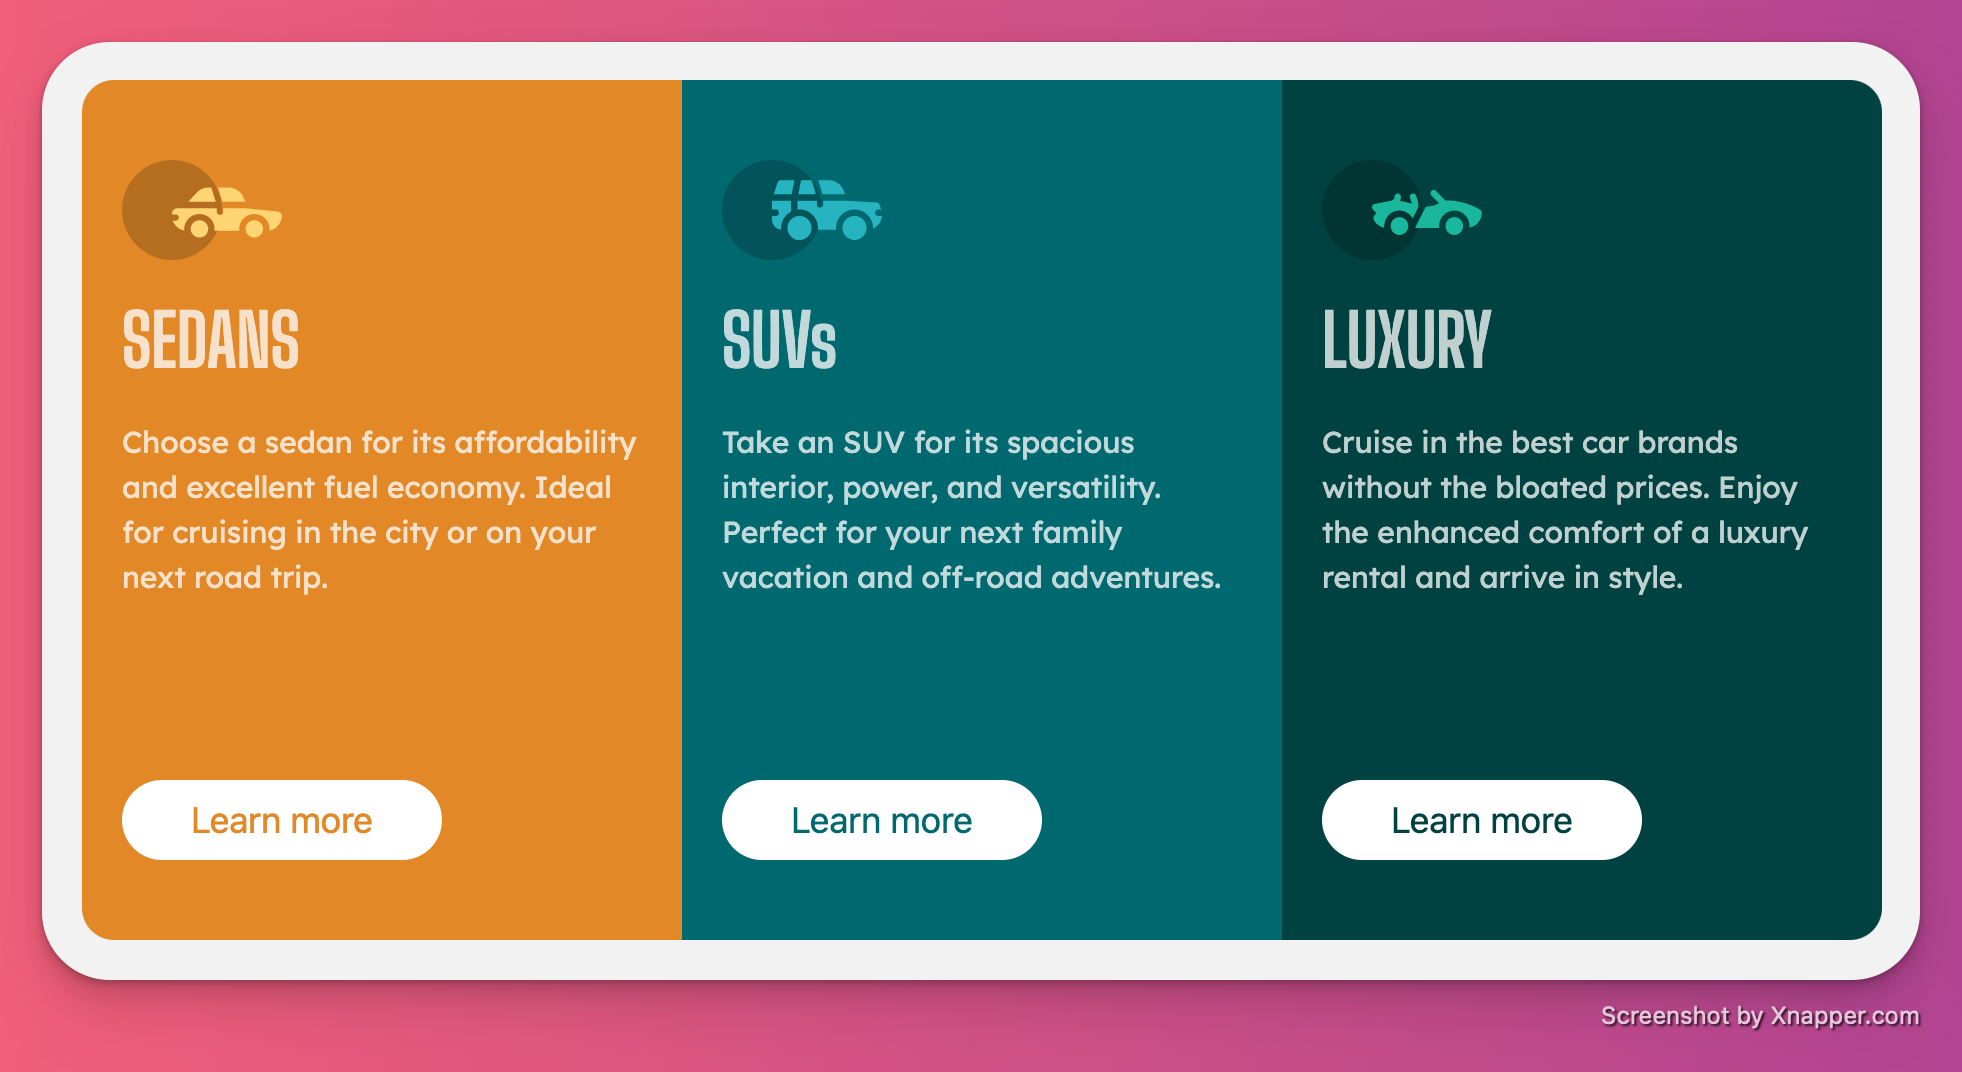 SEDANS
Choose a sedan for its affordability
and excellent fuel economy. Ideal
for cruising in the city or on your
next road trip.
Learn more
SUVs
Take an SUV for its spacious
interior, power, and versatility.
Perfect for your next family
vacation and off-road adventures.
Learn more
LUXURY
Cruise in the best car brands
without the bloated prices. Enjoy
the enhanced comfort of a luxury
rental and arrive in style.
Learn more
Screenshot by Xnapper.com